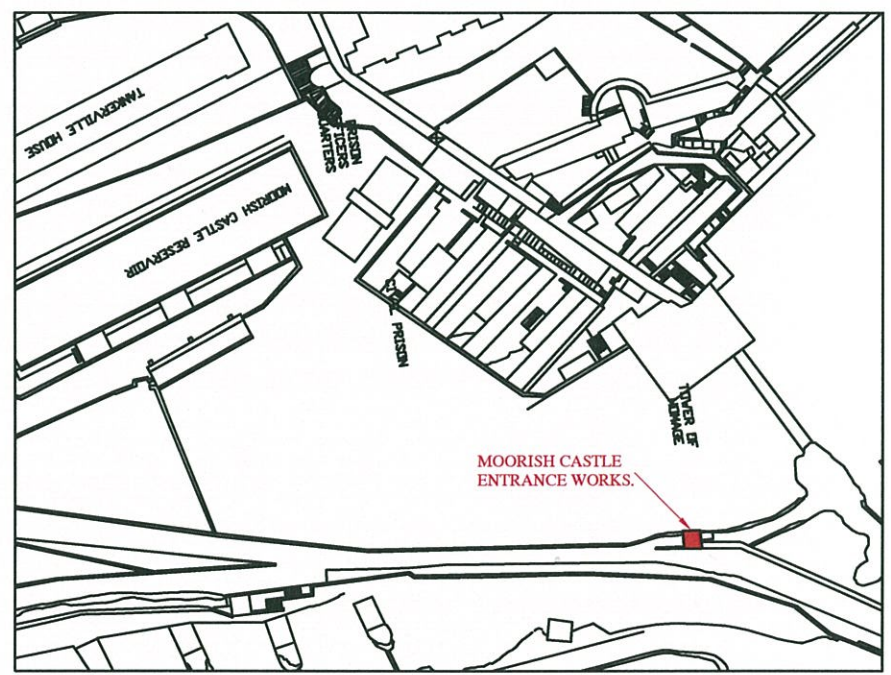 TANKERVILLE HOUSE
PRISON
OFFICERS
QUARTERS
MOORISH CASTLE RESERVOIR
PRISON
TOWER OF
HOMAGE
MOORISH CASTLE
ENTRANCE WORKS.